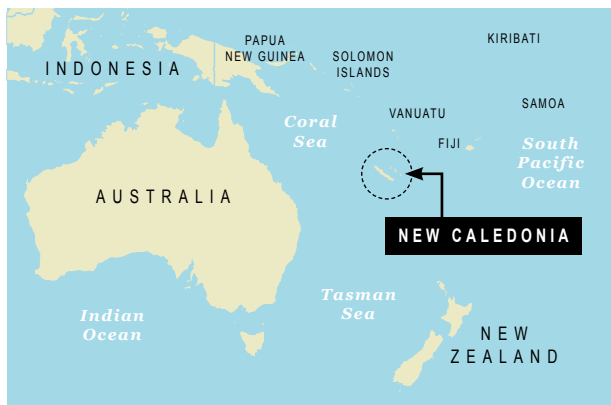 KIRIBATI
PAPUA
NEW GUINEA
SOLOMON
ISLANDS
INDONESIA
SAMOA
VANUATU
Coral
Sea
FIJI
South
Pacific
Ocean
AUSTRALIA
NEW CALEDONIA
Tasman
Sea
Indian
Ocean
NEW
ZEALAND